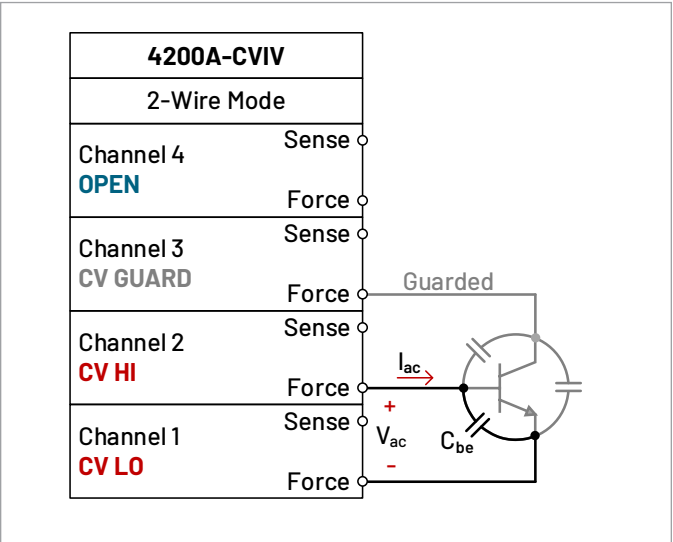 4200A-CVIV
2-Wire Mode
Sense
Channel 4
OPEN
Force
Sense
Channel 3
CV GUARD
Force
Guarded
Sense
Channel 2
CV HI
Force
Iac
Sense
+
Channel 1
Vac
Cbe
CV LO
-
Force